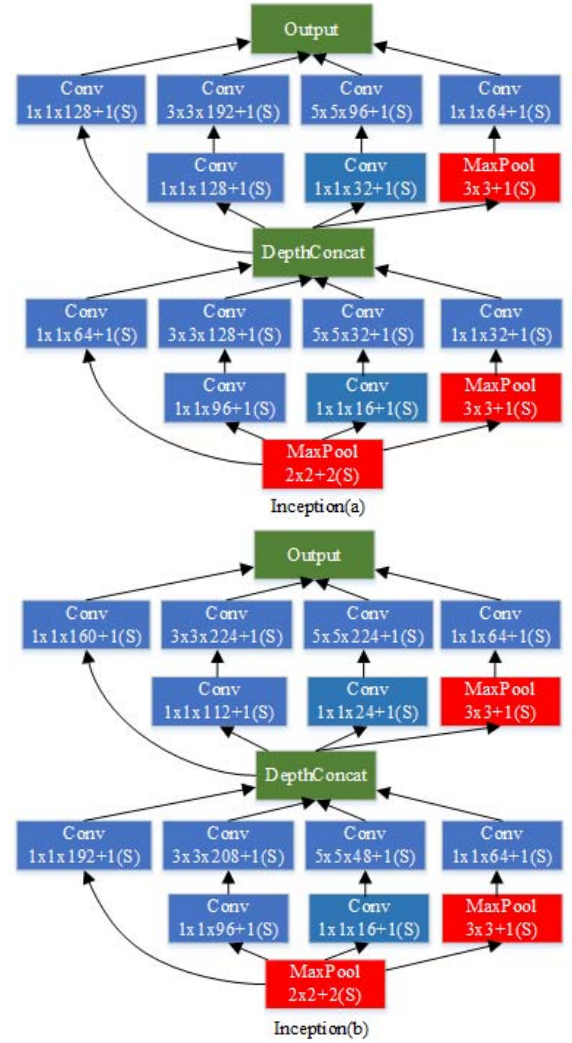 Output
Conv Conv Conv Conv
1x1x128+1(S) 3x3x192+1(S) 5x5x96+1(S) 1x1x64+1(S)
Conv Conv MaxPool
1x1x128+1(S) 1x1x32+1(S) 3x3+1(S)
DepthConcat
Conv Conv Conv Conv
1x1x64+1(S) 3x3x128+1(S) 5x5x32+1(S) 1x1x32+1(S)
Conv Conv MaxPool
1x1x96+1(S) 1x1x16+1(S) 3x3+1(S)
MaxPool
2x2+2(S)
Inception(a)
Output
Conv Conv Conv Conv
1x1x160+1(S) 3x3x224+1(S) 5x5x224+1(S) 1x1x64+1(S)
Conv Conv MaxPool
1x1x112+1(S) 1x1x24+1(S) 3x3+1(S)
DepthConcat
Conv Conv Conv Conv
1x1x192+1(S) 3x3x208+1(S) 5x5x48+1(S) 1x1x64+1(S)
Conv Conv MaxPool
1x1x96+1(S) 1x1x16+1(S) 3x3+1(S)
MaxPool
2x2+2(S)
Inception(b)